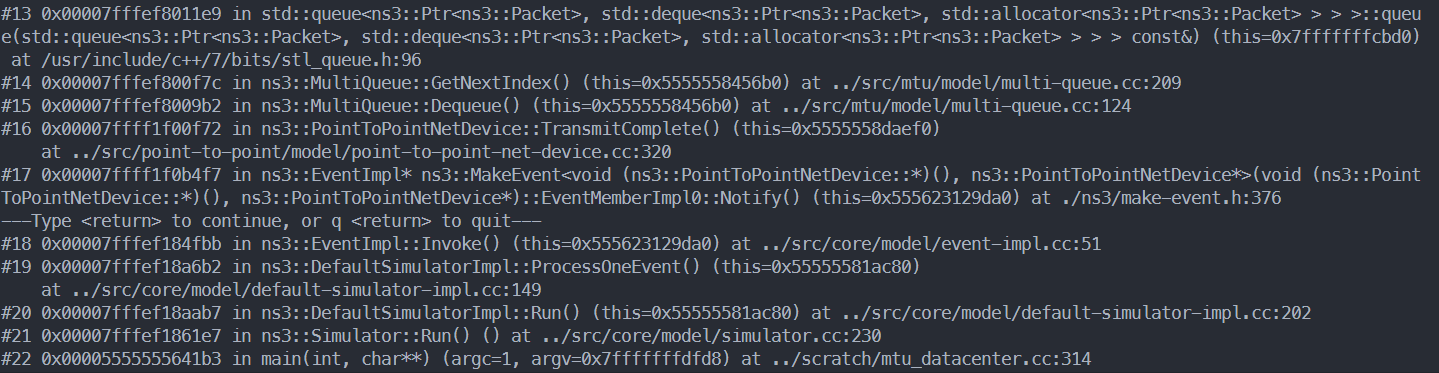 #13 0x00007fffef8011e9 in std::queue<ns3::Ptr<ns3::Packet>, std::deque<ns3::Ptr<ns3::Packet>, std::allocator<ns3::Ptr<ns3::Packet> > > >::queu
e(std::queue<ns3::Ptr<ns3::Packet>, std::deque<ns3::Ptr<ns3::Packet>, std::allocator<ns3::Ptr<ns3::Packet> > > > const&) (this=0x7fffffffcbd0)
 at /usr/include/c++/7/bits/stl_queue.h:96
#14 0x00007fffef800f7c in ns3::MultiQueue::GetNextIndex() (this=0x5555558456b0) at ../src/mtu/model/multi-queue.cc:209
#15 0x00007fffef8009b2 in ns3::MultiQueue::Dequeue() (this=0x5555558456b0) at ../src/mtu/model/multi-queue.cc:124
#16 0x00007ffff1f00f72 in ns3::PointToPointNetDevice::TransmitComplete() (this=0x5555558daef0)
    at ../src/point-to-point/model/point-to-point-net-device.cc:320
#17 0x00007ffff1f0b4f7 in ns3::EventImpl* ns3::MakeEvent<void (ns3::PointToPointNetDevice::*)(), ns3::PointToPointNetDevice*>(void (ns3::Point
ToPointNetDevice::*)(), ns3::PointToPointNetDevice*)::EventMemberImpl0::Notify() (this=0x555623129da0) at ./ns3/make-event.h:376
---Type <return> to continue, or q <return> to quit---
#18 0x00007fffef184fbb in ns3::EventImpl::Invoke() (this=0x555623129da0) at ../src/core/model/event-impl.cc:51
#19 0x00007fffef18a6b2 in ns3::DefaultSimulatorImpl::ProcessOneEvent() (this=0x55555581ac80)
    at ../src/core/model/default-simulator-impl.cc:149
#20 0x00007fffef18aab7 in ns3::DefaultSimulatorImpl::Run() (this=0x55555581ac80) at ../src/core/model/default-simulator-impl.cc:202
#21 0x00007fffef1861e7 in ns3::Simulator::Run() () at ../src/core/model/simulator.cc:230
#22 0x00005555555641b3 in main(int, char**) (argc=1, argv=0x7fffffffdfd8) at ../scratch/mtu_datacenter.cc:314